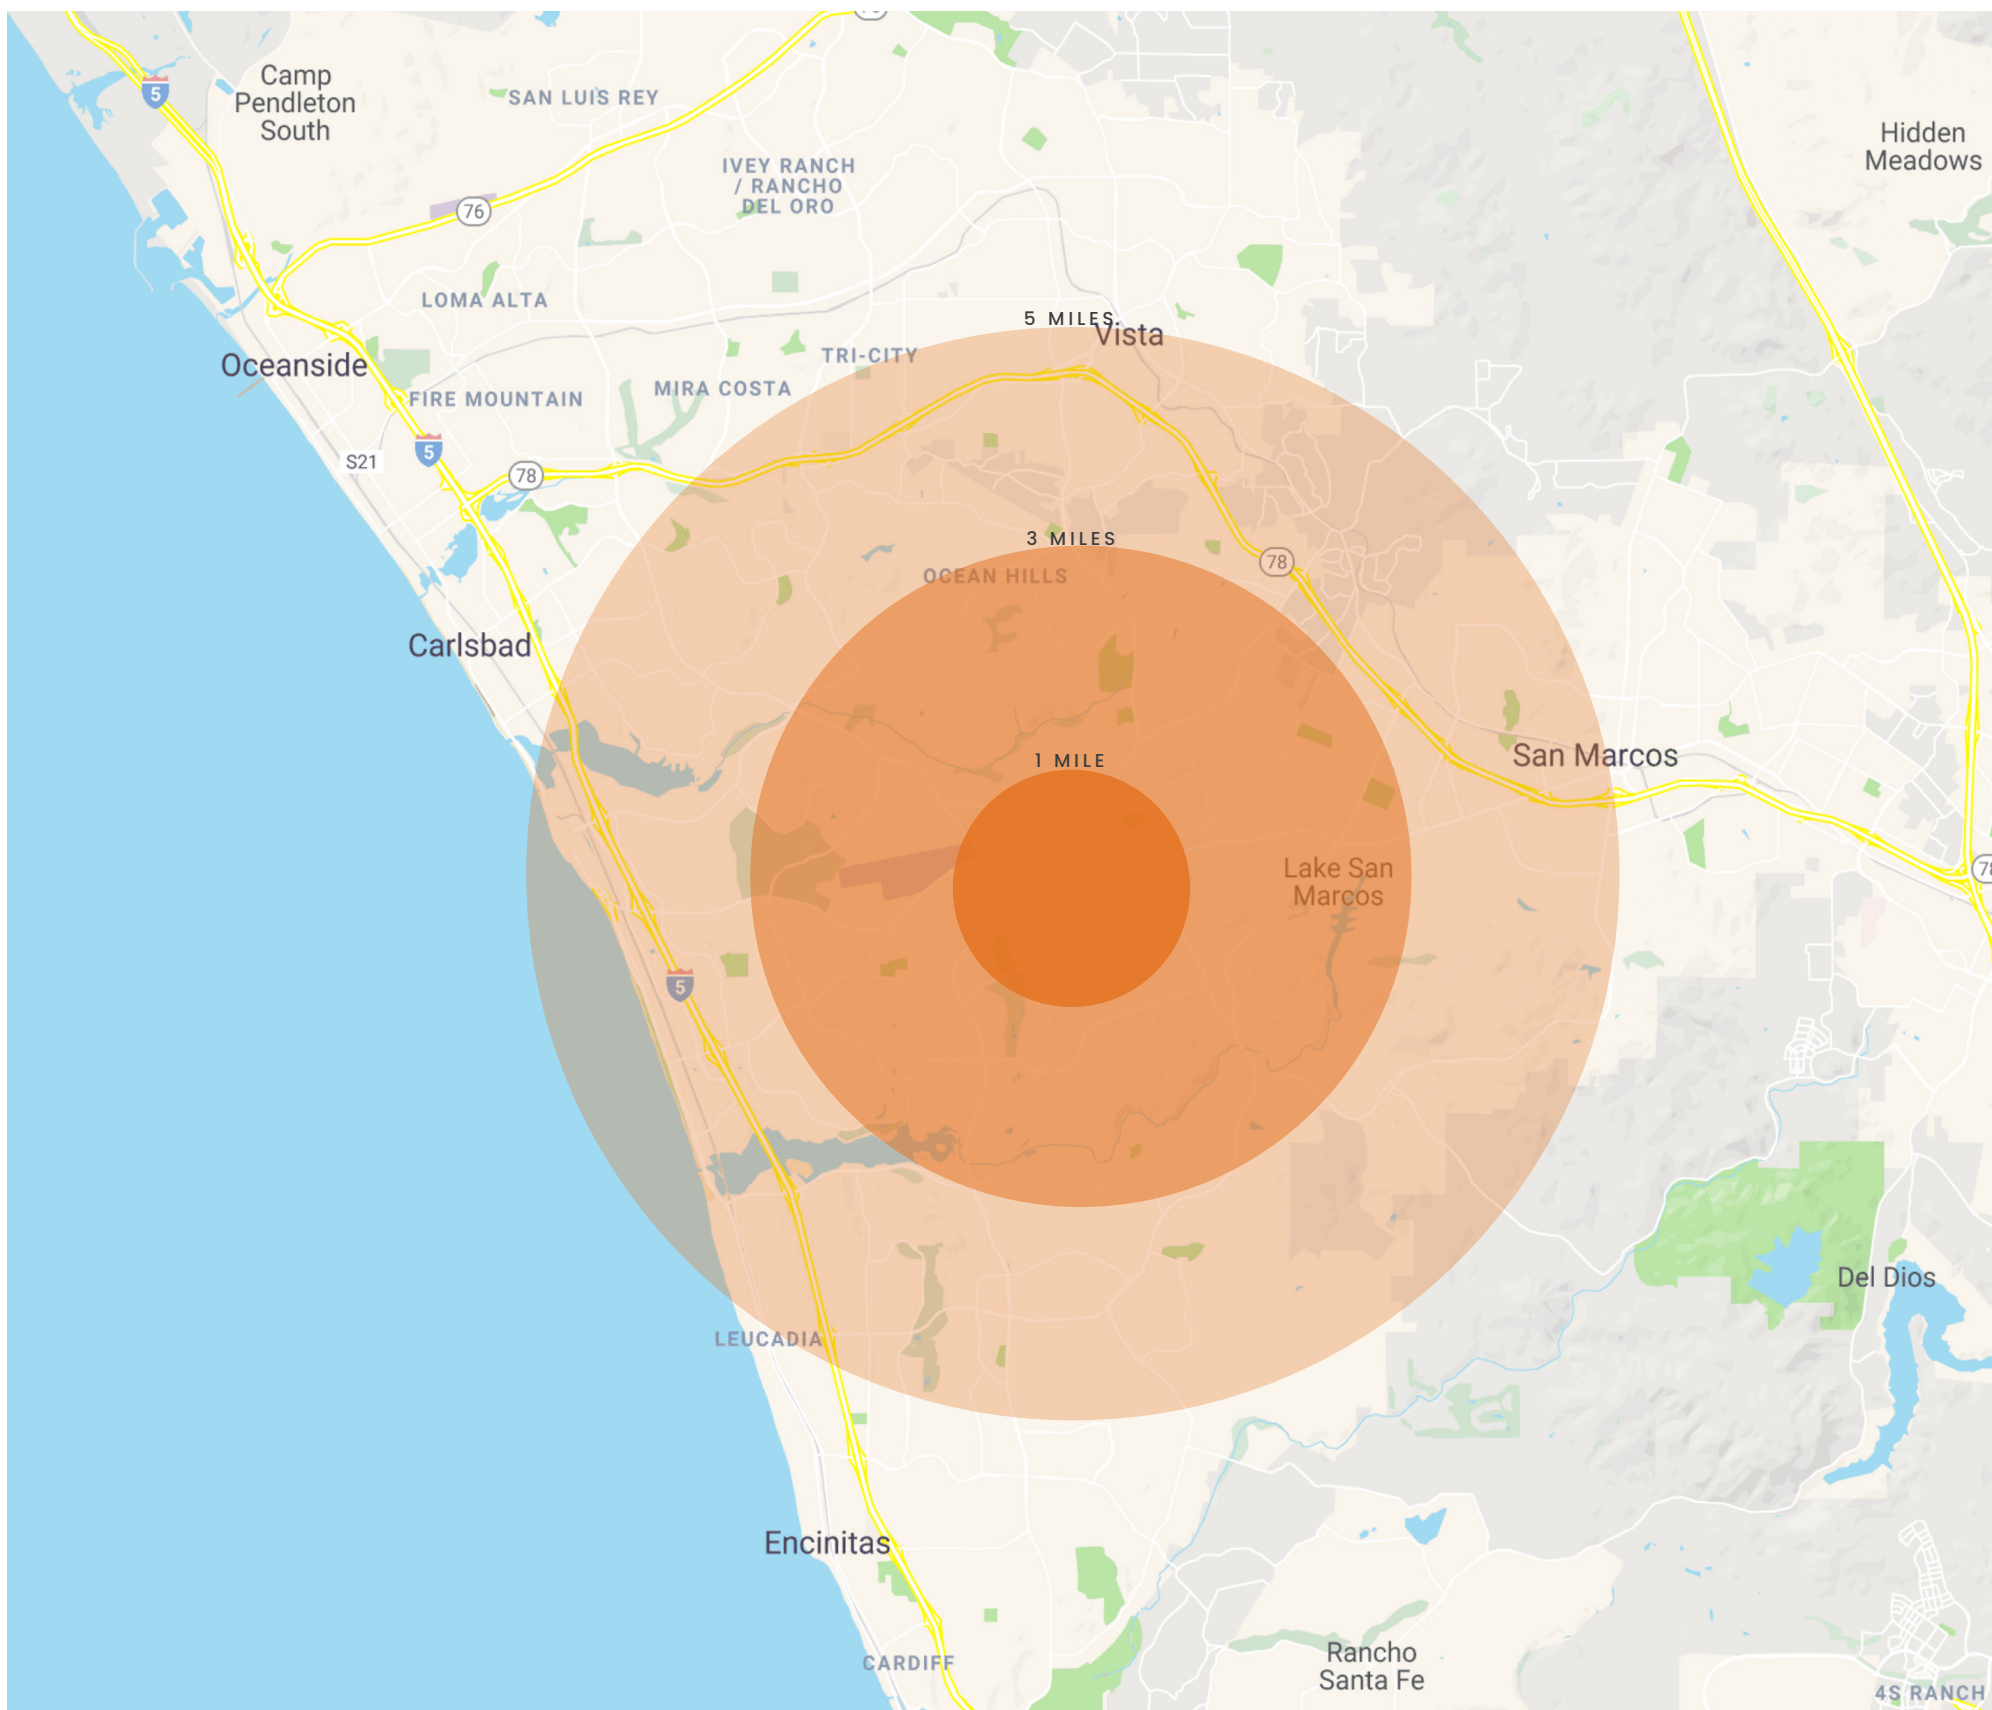 5
Camp
Pendleton
South
SAN LUIS REY
Hidden
Meadows
IVEY RANCH
/ RANCHO
DEL ORO
76
LOMA ALTA
5 MILES
Vista
TRI-CITY
Oceanside
MIRA COSTA
FIRE MOUNTAIN
5
S21
78
3 MILES
78
OCEAN HILLS
Carlsbad
1 MILE
San Marcos
Lake San
Marcos
78
5
Del Dios
LEUCADIA
Encinitas
CARDIFF
Rancho
Santa Fe
4S RANCH